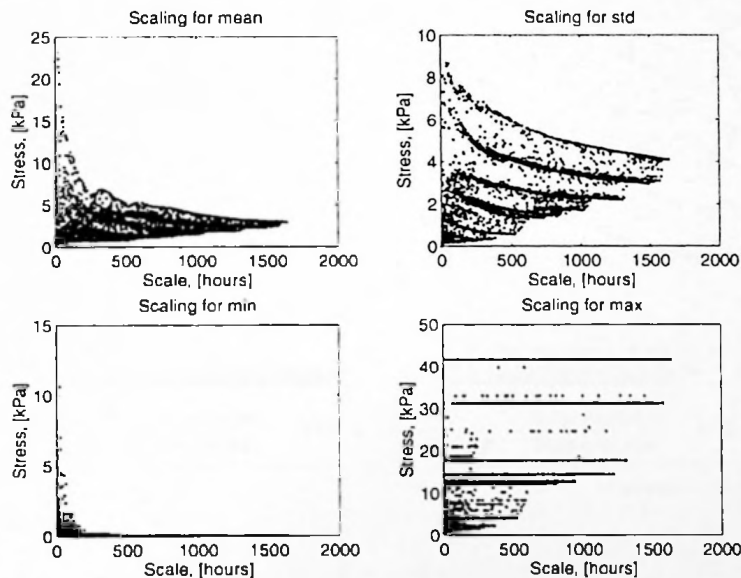 Scaling for mean
Stress, [kPa]
25
20
15
10
5
0
0 500 1000 1500 2000
Scale, [hours]
Scaling for std
Stress, [kPa]
10
8
6
4
2
0
0 500 1000 1500 2000
Scale, [hours]
Scaling for min
Stress, [kPa]
15
10
5
0
0 500 1000 1500 2000
Scale, [hours]
Scaling for max
Stress, [kPa]
50
40
30
20
10
0
0 500 1000 1500 2000
Scale, [hours]